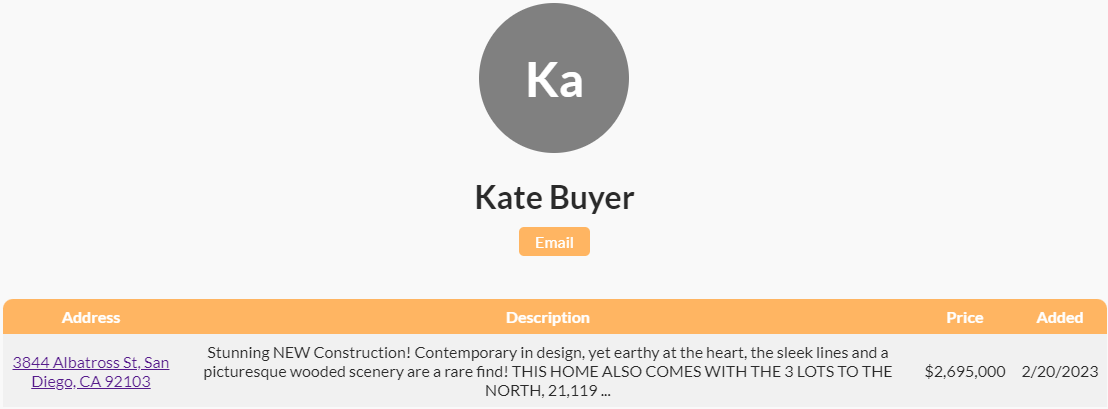 Ka
Kate Buyer
Email
Address Description Price Added
3844 Albatross St, San
Diego, CA 92103
Stunning NEW Construction! Contemporary in design, yet earthy at the heart, the sleek lines and a
picturesque wooded scenery are a rare find! THIS HOME ALSO COMES WITH THE 3 LOTS TO THE
NORTH, 21,119 ...
$2,695,000
2/20/2023